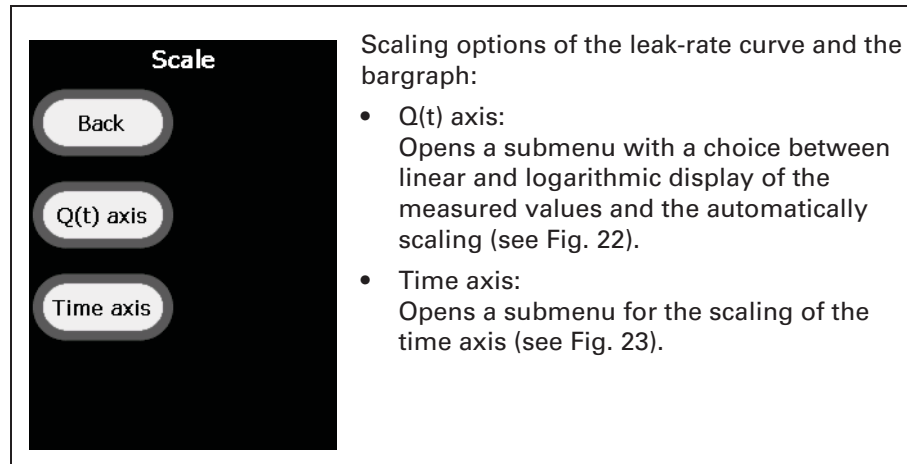 Scale
Back
Q(t) axis
Time axis
Scaling options of the leak-rate curve and the
bargraph:
• Q(t) axis:
Opens a submenu with a choice between
linear and logarithmic display of the
measured values and the automatically
scaling (see Fig. 22).
• Time axis:
Opens a submenu for the scaling of the
time axis (see Fig. 23).